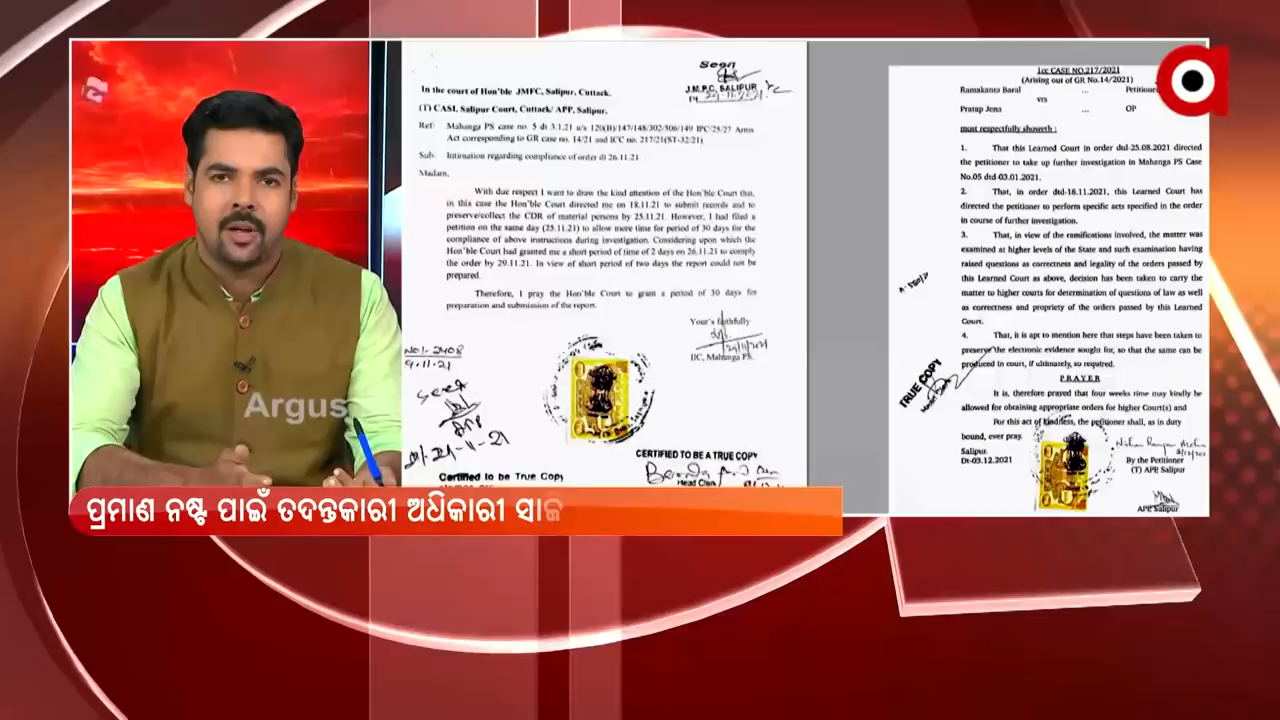 Argus
Seen
J.M.F.C, SALIPUR
In the court of Hon'ble JMFC, Salipur, Cuttack.
(T) CASI, Salipur Court, Cuttack/ APP, Salipur.
Ref: Mahanga PS case no. 5 dt 3.1.21 u/s 120(B)/147/148/302/506/149 IPC/25/27 Arms
Act corresponding to GR case no. 14/21 and ICC no. 217/21(ST-32/21)
Sub: Intimation regarding compliance of order dt 26.11.21
Madam,
With due respect I want to draw the kind attention of the Hon'ble Court that,
in this case the Hon'ble Court directed me on 18.11.21 to submit records and to
preserve/collect the CDR of material persons by 25.11.21. However, I had filed a
petition on the same day (25.11.21) to allow more time for period of 30 days for the
compliance of above instructions during investigation. Considering upon which the
Hon'ble Court had granted me a short period of time of 2 days on 26.11.21 to comply
the order by 29.11.21. In view of short period of two days the report could not be
prepared.
Therefore, I pray the Hon'ble Court to grant a period of 30 days for
preparation and submission of the report.
Your's faithfully
29/11/2021
IIC, Mahanga PS.
Seen
CERTIFIED TO BE A TRUE COPY
Head Clerk
Certified to be True Copy
1cc CASE NO.217/2021
(Arising out of GR No.14/2021)
Ramakanta Baral ... Petitioner
vrs
Pratap Jena ... OP
must respectfully showeth :
1. That this Learned Court in order dtd-25.08.2021 directed
the petitioner to take up further investigation in Mahanga PS Case
No.05 dtd-03.01.2021.
2. That, in order dtd-18.11.2021, this Learned Court has
directed the petitioner to perform specific acts specified in the order
in course of further investigation.
3. That, in view of the ramifications involved, the matter was
examined at higher levels of the State and such examination having
raised questions as correctness and legality of the orders passed by
this Learned Court as above, decision has been taken to carry the
matter to higher courts for determination of questions of law as well
as correctness and propriety of the orders passed by this Learned
Court.
4. That, it is apt to mention here that steps have been taken to
preserve the electronic evidence sought for, so that the same can be
produced in court, if ultimately, so required.
TRUE COPY
PRAYER
It is, therefore prayed that four weeks time may kindly be
allowed for obtaining appropriate orders for higher Court(s) and
For this act of kindness, the petitioner shall, as in duty
bound, ever pray.
Salipur.
Dt-03.12.2021
By the Petitioner
(T) APP, Salipur
APP, Salipur
ପ୍ରମାଣ ନଷ୍ଟ ପାଇଁ ତଦନ୍ତକାରୀ ଅଧିକାରୀ ସାଜ